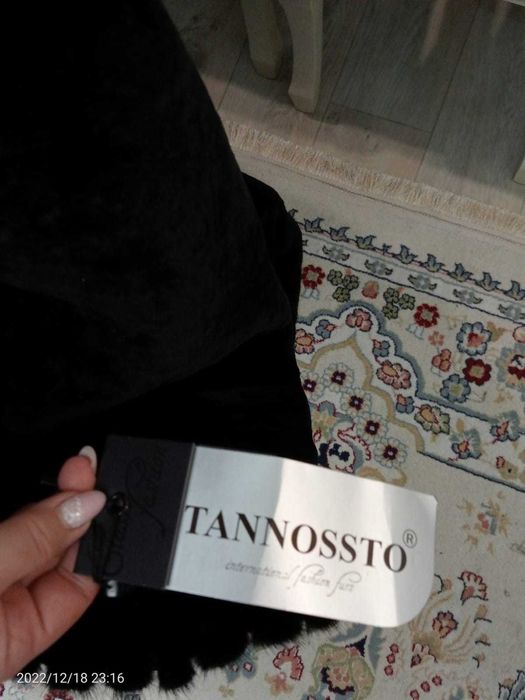 TANNOSSTO®
international fashion furs
2022/12/18 23:16